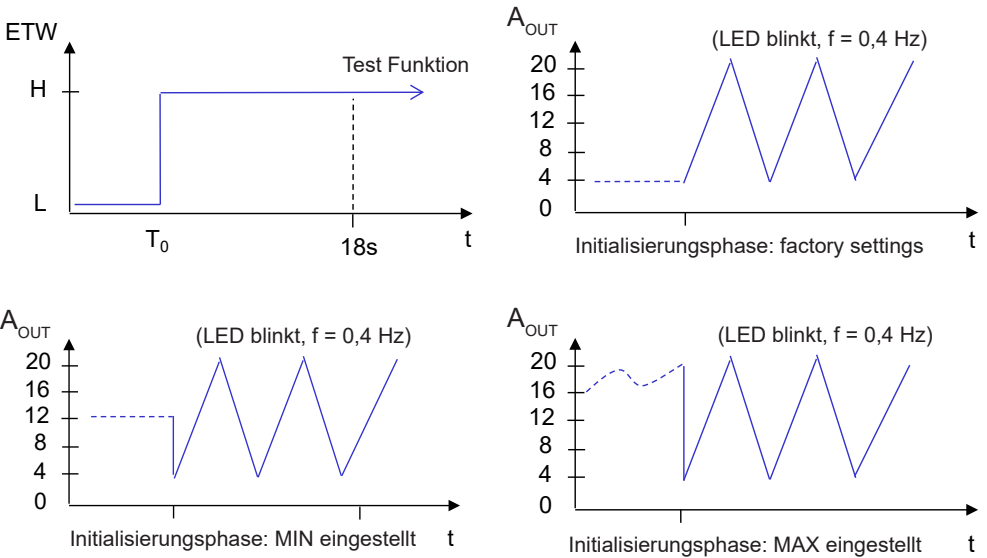 ETW
H
L
Test Funktion
T0
18s
t
AOUT
(LED blinkt, f = 0,4 Hz)
20
16
12
8
4
0
Initialisierungsphase: factory settings
t
AOUT
(LED blinkt, f = 0,4 Hz)
20
16
12
8
4
0
Initialisierungsphase: MIN eingestellt
t
AOUT
(LED blinkt, f = 0,4 Hz)
20
16
12
8
4
0
Initialisierungsphase: MAX eingestellt
t